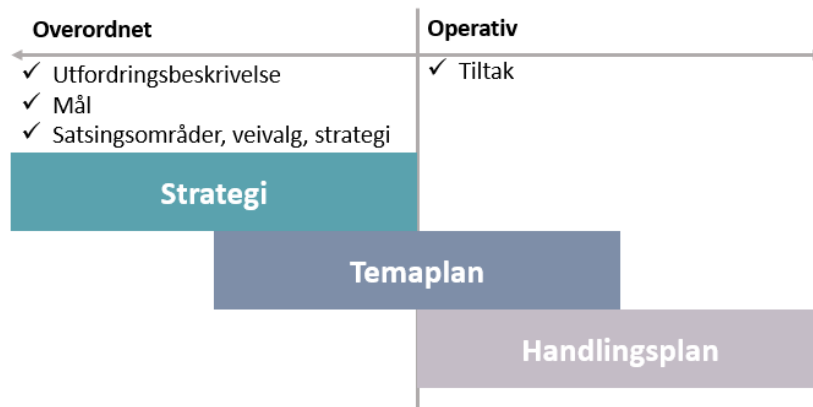 Overordnet
Operativ
✓ Utfordringsbeskrivelse
✓ Mål
✓ Satsingsområder, veivalg, strategi
✓ Tiltak
Strategi
Temaplan
Handlingsplan